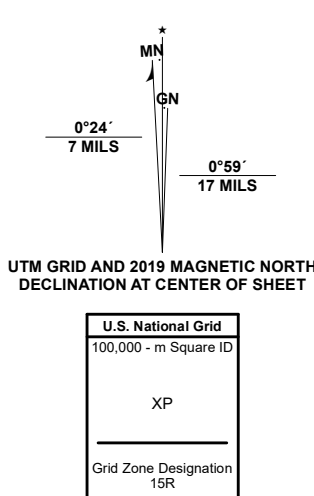 ★
MN
GN
0°24´
7 MILS
0°59´
17 MILS
UTM GRID AND 2019 MAGNETIC NORTH
DECLINATION AT CENTER OF SHEET
U.S. National Grid
100,000 - m Square ID
XP
Grid Zone Designation
15R